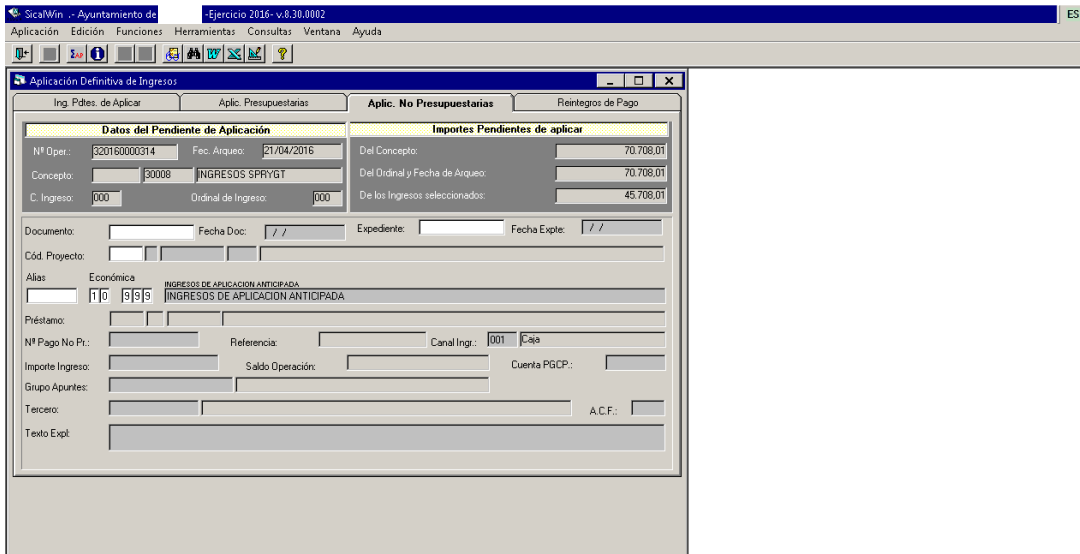 SicalWin .- Ayuntamiento de -Ejercicio 2016- v.8.30.0002 ES
Aplicación Edición Funciones Herramientas Consultas Ventana Ayuda
Aplicación Definitiva de Ingresos
Ing. Pdtes. de Aplicar Aplic. Presupuestarias Aplic. No Presupuestarias Reintegros de Pago
Datos del Pendiente de Aplicación Importes Pendientes de aplicar
Nº Oper.: 320160000314 Fec. Arqueo: 21/04/2016 Del Concepto: 70.708,01
Concepto: 30008 INGRESOS SPRYGT Del Ordinal y Fecha de Arqueo: 70.708,01
C. Ingreso: 000 Ordinal de Ingreso: 000 De los Ingresos seleccionados: 45.708,01
Documento: Fecha Doc: / / Expediente: Fecha Expte: / /
Cód. Proyecto:
Alias Económica
INGRESOS DE APLICACION ANTICIPADA
10 999 INGRESOS DE APLICACION ANTICIPADA
Préstamo:
Nº Pago No Pr.: Referencia: Canal Ingr.: 001 Caja
Importe Ingreso: Saldo Operación: Cuenta PGCP.:
Grupo Apuntes:
Tercero: A.C.F.:
Texto Expl: